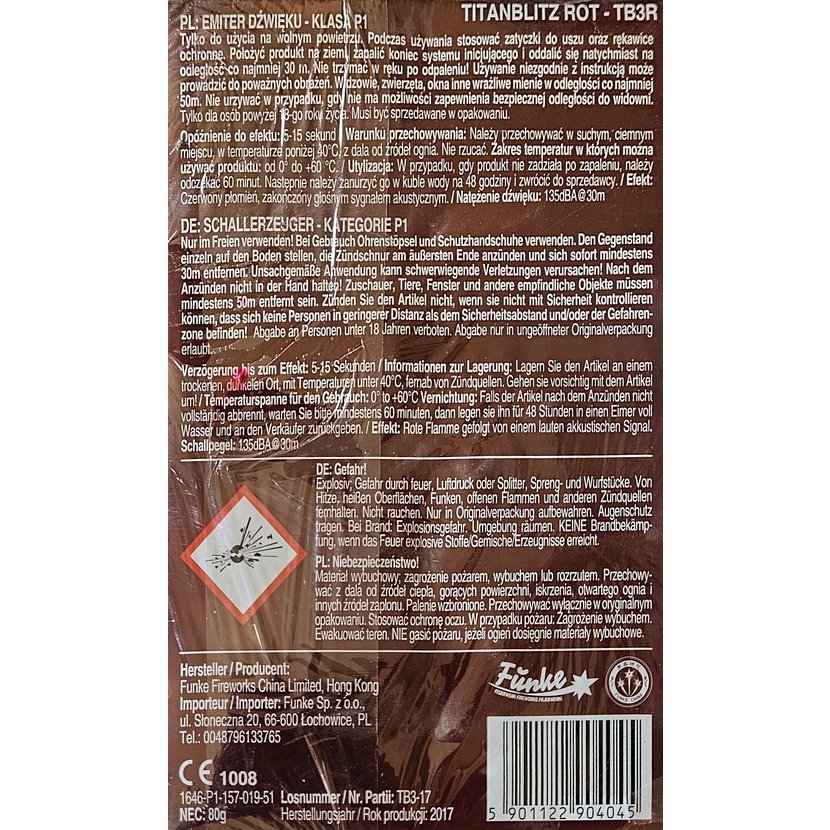 PL: EMITER DŹWIĘKU - KLASA P1
TITANBLITZ ROT - TB3R
Tylko do użycia na wolnym powietrzu. Podczas używania stosować zatyczki do uszu oraz rękawice
ochronne. Położyć produkt na ziemi, zapalić koniec systemu inicjującego i oddalić się natychmiast na
odległość co najmniej 30 m. Nie trzymać w ręku po odpaleniu! Używanie niezgodnie z instrukcją może
prowadzić do poważnych obrażeń. Widzowie, zwierzęta, okna inne wrażliwe mienie w odległości co najmniej
50m. Nie urzywać w przypadku, gdy nie ma możliwości zapewnienia bezpiecznej odległości do widowni.
Tylko dla osób powyżej 18-go roku życia. Musi być sprzedawane w opakowaniu.
Opóźnienie do efektu: 5-15 sekund / Warunku przechowywania: Należy przechowywać w suchym, ciemnym
miejscu, w temperaturze poniżej 40°C, z dala od źródeł ognia. Nie rzucać. Zakres temperatur w których można
używać produktu: od 0° to +60 °C. Utylizacja: W przypadku, gdy produkt nie zadziała po zapaleniu, należy
odczekać 60 minut. Następnie należy zanurzyć go w kuble wody na 48 godziny i zwrócić do sprzedawcy. / Efekt:
Czerwony płomień, zakończony głosnym sygnałem akustycznym. / Natężenie dźwięku: 135dBA@30m
DE: SCHALLERZEUGER - KATEGORIE P1
Nur im Freien verwenden! Bei Gebrauch Ohrenstöpsel und Schutzhandschuhe verwenden. Den Gegenstand
einzeln auf den Boden stellen, die Zündschnur am äußersten Ende anzünden und sich sofort mindestens
30m entfernen. Unsachgemäße Anwendung kann schwerwiegende Verletzungen verursachen! Nach dem
Anzünden nicht in der Hand halten! Zuschauer, Tiere, Fenster und andere empfindliche Objekte müssen
mindestens 50m entfert sein. Zünden Sie den Artikel nicht, wenn sie nicht mit Sicherheit kontrollieren
können, dass sich keine Personen in geringerer Distanz als dem Sicherheitsabstand und/oder der Gefahren-
zone befinden! Abgabe an Personen unter 18 Jahren verboten. Abgabe nur in ungeöffneter Originalverpackung
erlaubt.
Verzögerung bis zum Effekt: 5-15 Sekunden / Informationen zur Lagerung: Lagern Sie den Artikel an einem
trockenen, dunkelen Ort, mit Temperaturen unter 40°C, fernab von Zündquellen. Gehen sie vorsichtig mit dem Artikel
um! / Temperaturspanne für den Gebrauch: 0° to +60°C Vernichtung: Falls der Artikel nach dem Anzünden nicht
vollständig abbrennt, warten Sie bitte mindestens 60 minuten, dann legen sie ihn für 48 Stunden in einen Eimer voll
Wasser und an den Verkäufer zurückgeben. / Effekt: Rote Flamme gefolgt von einem lauten akkustischen Signal.
Schallpegel: 135dBA@30m
DE: Gefahr!
Explosiv; Gefahr durch feuer, Luftdruck oder Splitter, Spreng- und Wurfstücke. Von
Hitze, heißen Oberflächen, Funken, offenen Flammen und anderen Zündquellen
fernhalten. Nicht rauchen. Nur in Originalverpackung aufbewahren. Augenschutz
tragen. Bei Brand: Explosionsgefahr. Umgebung räumen. KEINE Brandbekämp-
fung, wenn das Feuer explosive Stoffe/Gemische/Erzeugnisse erreicht.
PL: Niebezpieczeństwo!
Materiał wybuchowy; zagrożenie pożarem, wybuchem lub rozrzutem. Przechowy-
wać z dala od źródeł ciepła, gorących powierzchni, iskrzenia, otwartego ognia i
innych źródeł zapłonu. Palenie wzbronione. Przechowywać wyłącznie w oryginalnym
opakowaniu. Stosować ochronę oczu. W przypadku pożaru: Zagrożenie wybuchem.
Ewakuować teren. NIE gasić pożaru, jeżeli ogień dosięgnie materiały wybuchowe.
Hersteller / Producent:
Funke Fireworks China Limited, Hong Kong
Importeur / Importer: Funke Sp. z o.o.,
ul. Słoneczna 20, 66-600 Łochowice, PL
Tel.: 0048796133765
Funke
FEUERWERK FIREWORKS FAJERWERKI
CE 1008
1646-P1-157-019-51 Losnummer / Nr. Partii: TB3-17
NEC: 80g Herstellungsjahr / Rok produkcji: 2017
5 901122 904045